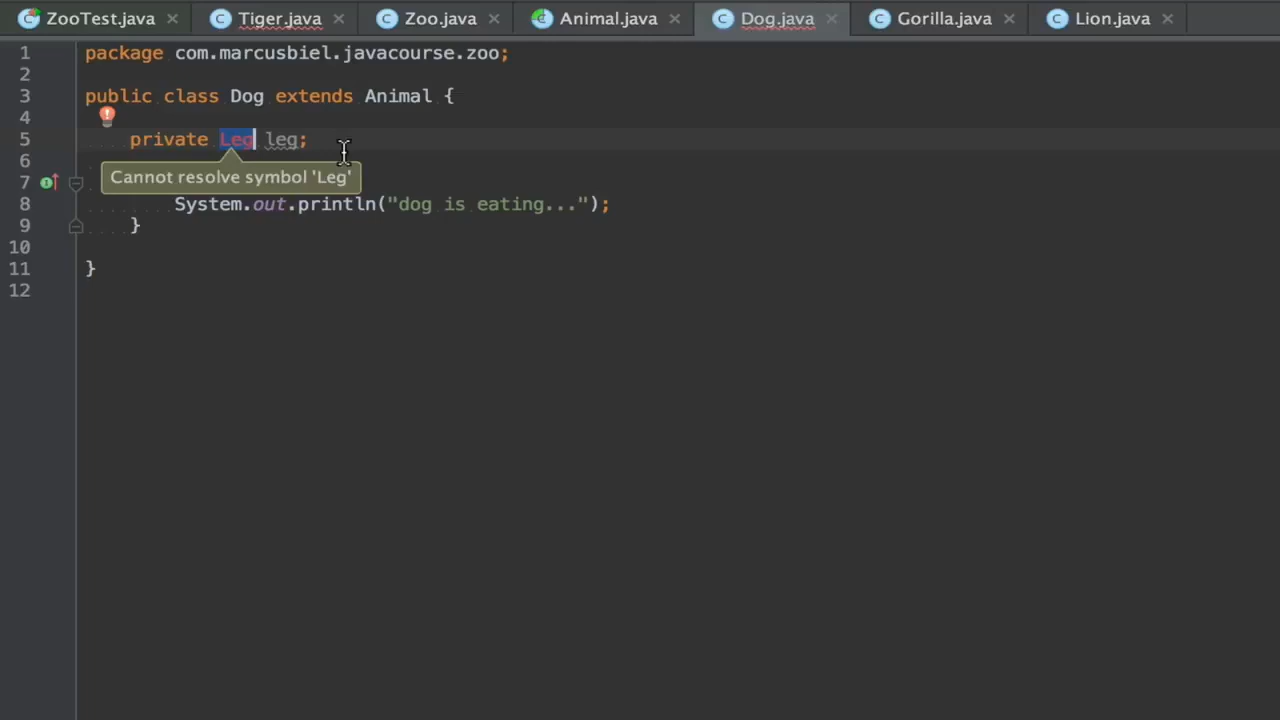 ZooTest.java Tiger.java Zoo.java Animal.java Dog.java Gorilla.java Lion.java
1 package com.marcusbiel.javacourse.zoo;
2
3 public class Dog extends Animal {
4
5 private Leg leg;
6
Cannot resolve symbol 'Leg'
7
8 System.out.println("dog is eating...");
9 }
10
11 }
12